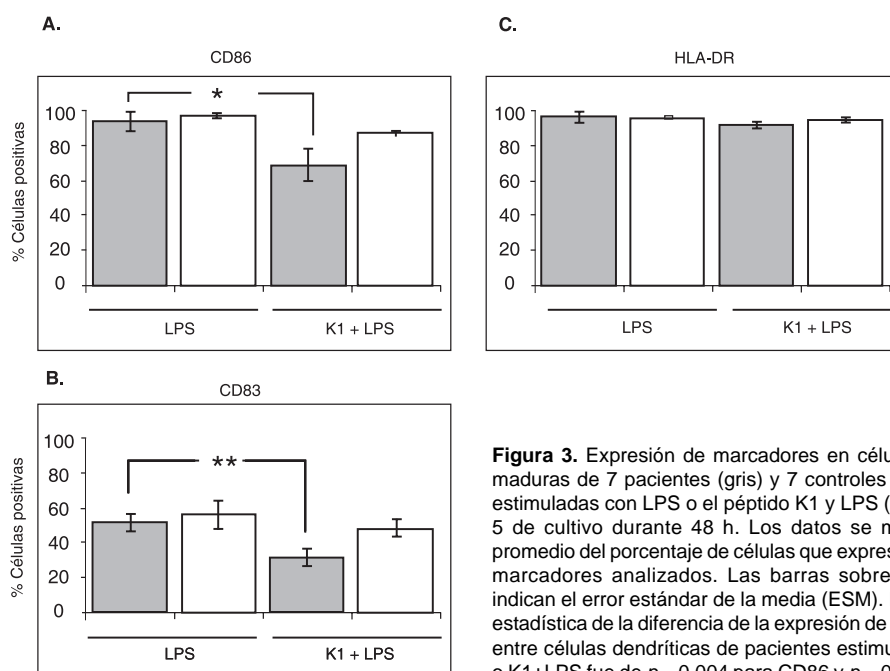 A.
CD86
% Células positivas
100
80
60
40
20
0
*
LPS
K1 + LPS
C.
HLA-DR
100
80
60
40
20
0
LPS
K1 + LPS
B.
CD83
% Células positivas
100
80
60
40
20
0
**
LPS
K1 + LPS
Figura 3. Expresión de marcadores en célu
maduras de 7 pacientes (gris) y 7 controles
estimuladas con LPS o el péptido K1 y LPS (
5 de cultivo durante 48 h. Los datos se m
promedio del porcentaje de células que expres
marcadores analizados. Las barras sobre
indican el error estándar de la media (ESM).
estadística de la diferencia de la expresión de
entre células dendríticas de pacientes estimu